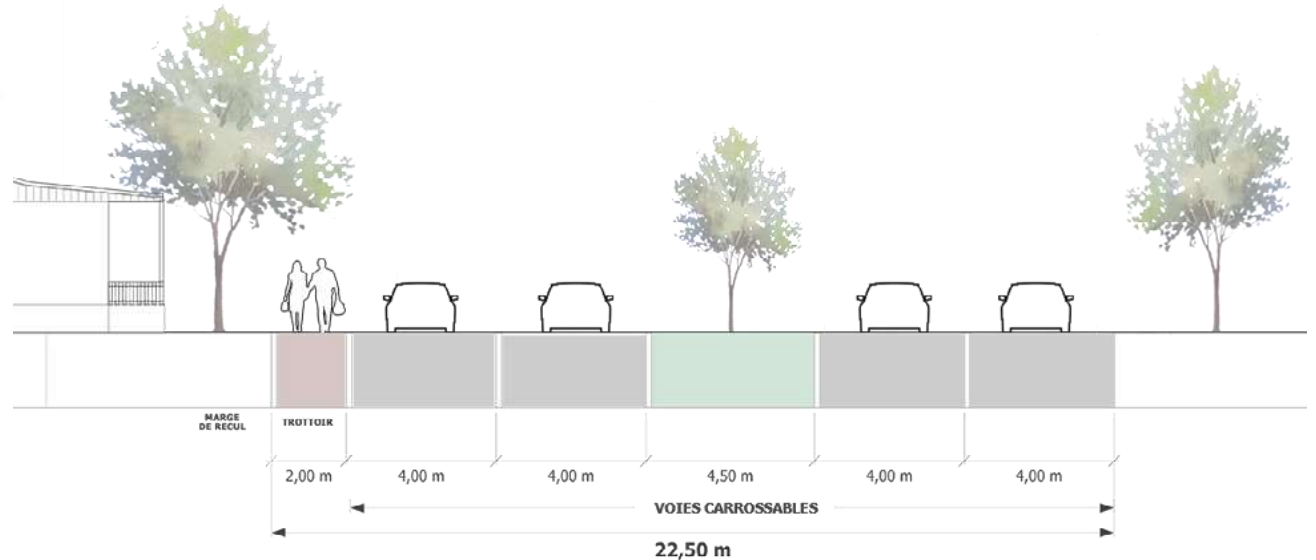 MARGE
DE RECUL
TROTTOIR
2,00 m
4,00 m
4,00 m
4,50 m
4,00 m
4,00 m
VOIES CARROSSABLES
22,50 m